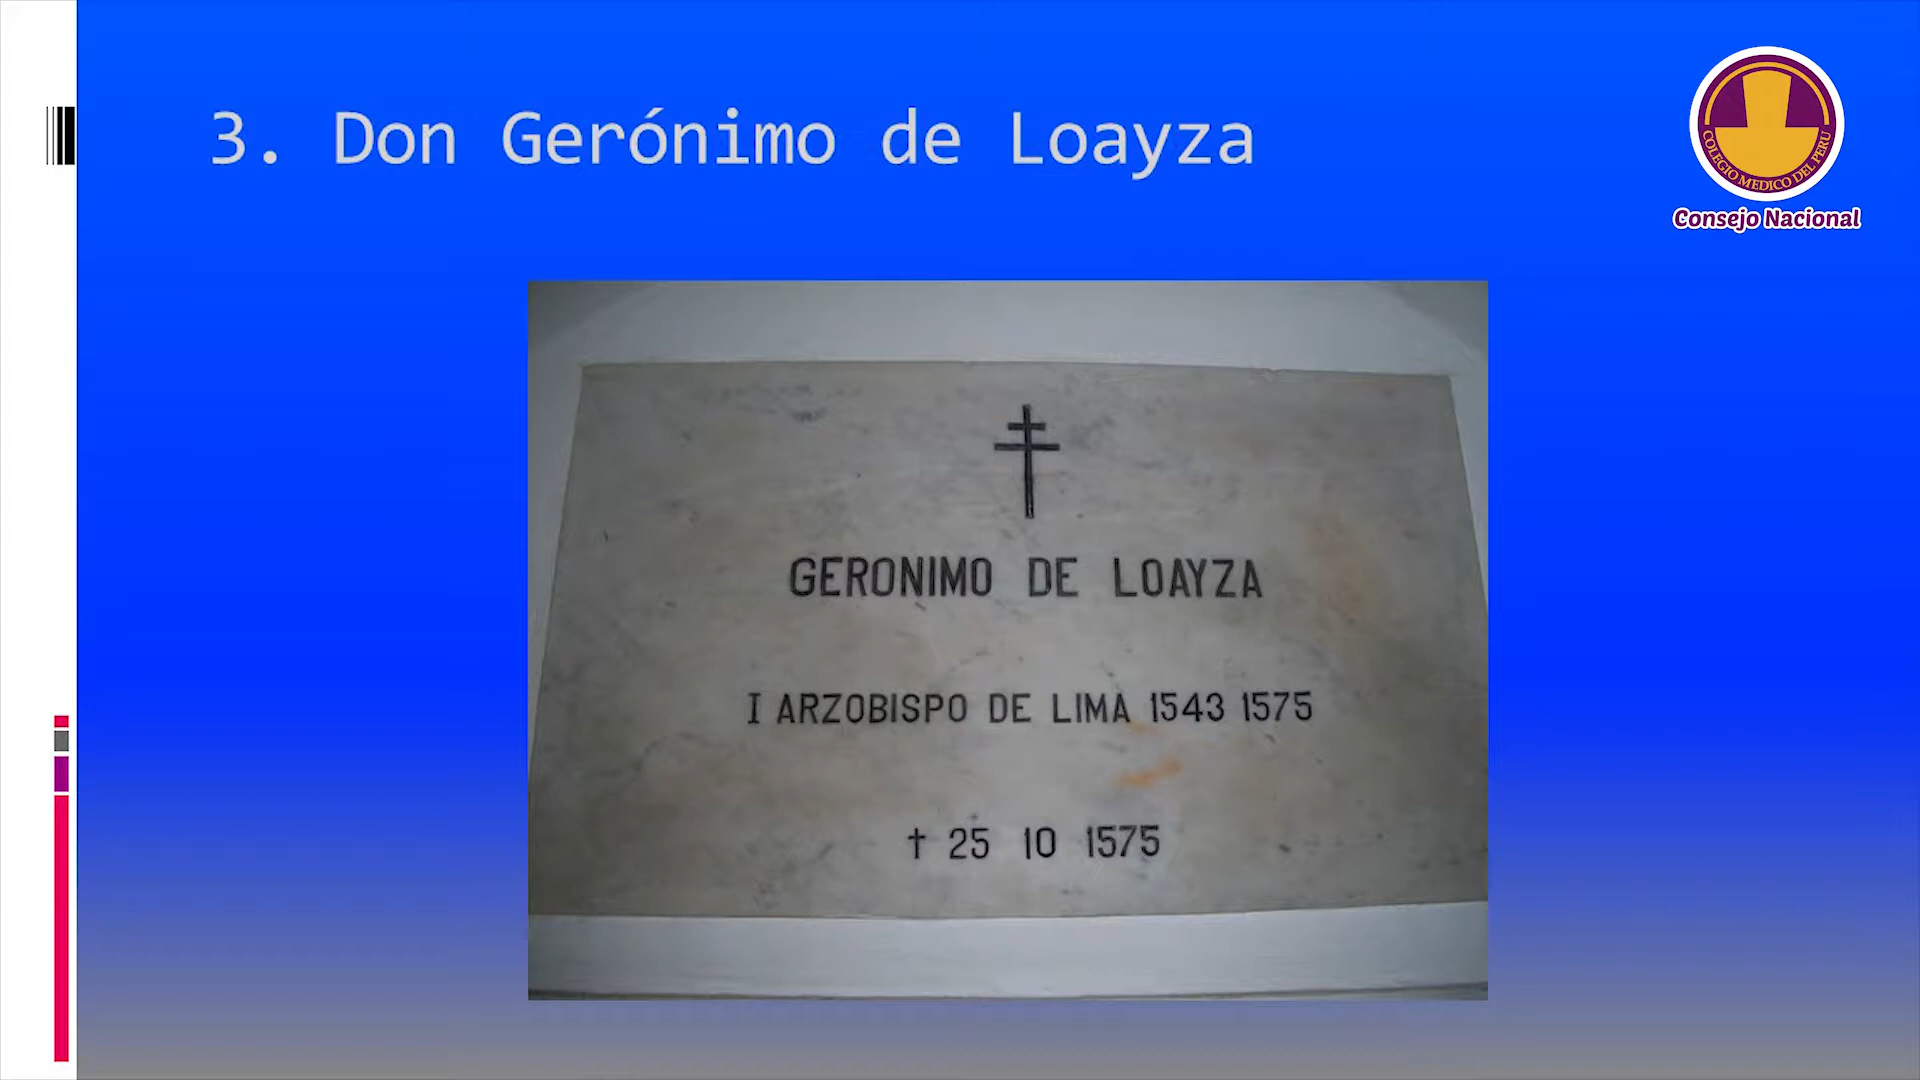 3. Don Gerónimo de Loayza
COLEGIO MEDICO DEL PERU
Consejo Nacional
GERONIMO DE LOAYZA
I ARZOBISPO DE LIMA 1543 1575
† 25 10 1575